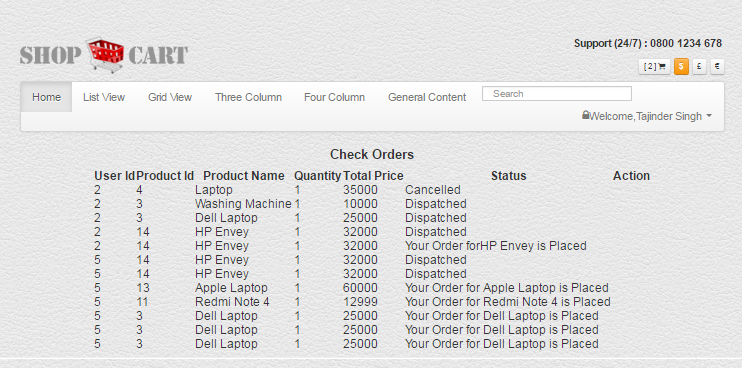 Support (24/7) : 0800 1234 678
SHOP CART
[ 2 ] $ £ €
Home List View Grid View Three Column Four Column General Content Search
Welcome,Tajinder Singh
Check Orders
User Id Product Id Product Name Quantity Total Price Status Action
2 4 Laptop 1 35000 Cancelled
2 3 Washing Machine 1 10000 Dispatched
2 3 Dell Laptop 1 25000 Dispatched
2 14 HP Envey 1 32000 Dispatched
2 14 HP Envey 1 32000 Your Order forHP Envey is Placed
5 14 HP Envey 1 32000 Dispatched
5 14 HP Envey 1 32000 Dispatched
5 13 Apple Laptop 1 60000 Your Order for Apple Laptop is Placed
5 11 Redmi Note 4 1 12999 Your Order for Redmi Note 4 is Placed
5 3 Dell Laptop 1 25000 Your Order for Dell Laptop is Placed
5 3 Dell Laptop 1 25000 Your Order for Dell Laptop is Placed
5 3 Dell Laptop 1 25000 Your Order for Dell Laptop is Placed